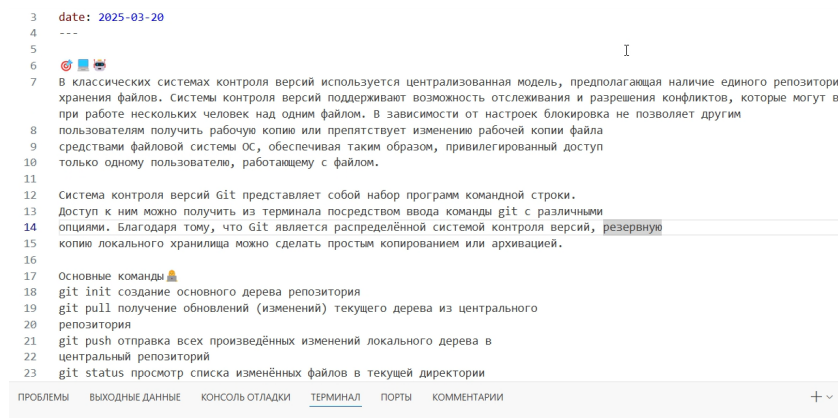 3 date: 2025-03-20
4 ---
5
6 🎯 💻 🤖
7 В классических системах контроля версий используется централизованная модель, предполагающая наличие единого
хранения файлов. Системы контроля версий поддерживают возможность отслеживания и разрешения конфликтов, которые могут
при работе нескольких человек над одним файлом. В зависимости от настроек блокировка не позволяет другим
8 пользователям получить рабочую копию или препятствует изменению рабочей копии файла
9 средствами файловой системы ОС, обеспечивая таким образом, привилегированный доступ
10 только одному пользователю, работающему с файлом.
11
12 Система контроля версий Git представляет собой набор программ командной строки.
13 Доступ к ним можно получить из терминала посредством ввода команды git с различными
14 опциями. Благодаря тому, что Git является распределённой системой контроля версий, резервную
15 копию локального хранилища можно сделать простым копированием или архивацией.
16
17 Основные команды
18 git init создание основного дерева репозитория
19 git pull получение обновлений (изменений) текущего дерева из центрального
20 репозитория
21 git push отправка всех произведённых изменений локального дерева в
22 центральный репозиторий
23 git status просмотр списка изменённых файлов в текущей директории
ПРОБЛЕМЫ ВЫХОДНЫЕ ДАННЫЕ КОНСОЛЬ ОТЛАДКИ ТЕРМИНАЛ ПОРТЫ КОММЕНТАРИИ